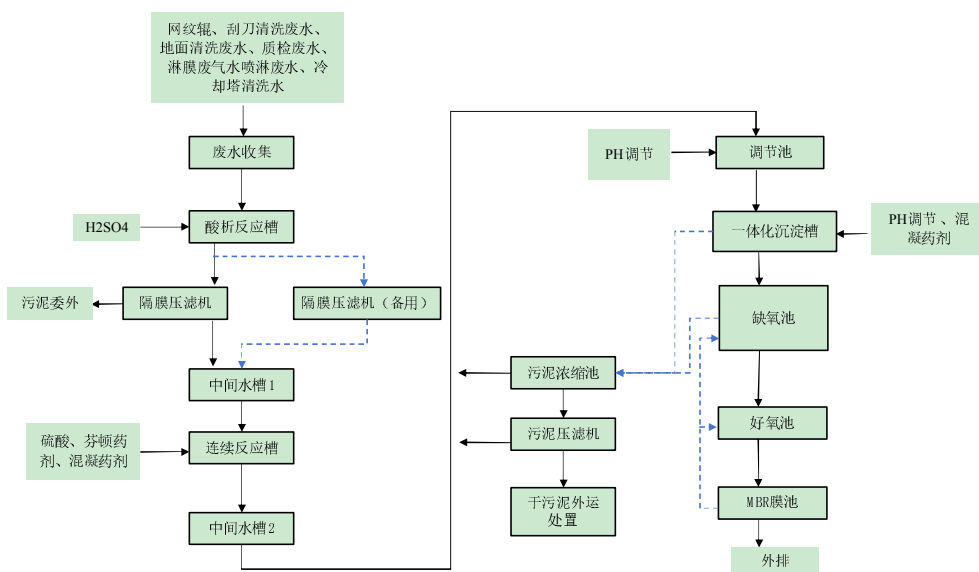 网纹辊、刮刀清洗废水、
地面清洗废水、质检废水、
淋膜废气水喷淋废水、冷
却塔清洗水
废水收集
H2SO4
酸析反应槽
污泥委外
隔膜压滤机
隔膜压滤机（备用）
中间水槽1
硫酸、芬顿药
剂、混凝药剂
连续反应槽
中间水槽2
PH调节
调节池
一体化沉淀槽
PH调节、混
凝药剂
缺氧池
污泥浓缩池
好氧池
污泥压滤机
MBR膜池
干污泥外运
处置
外排